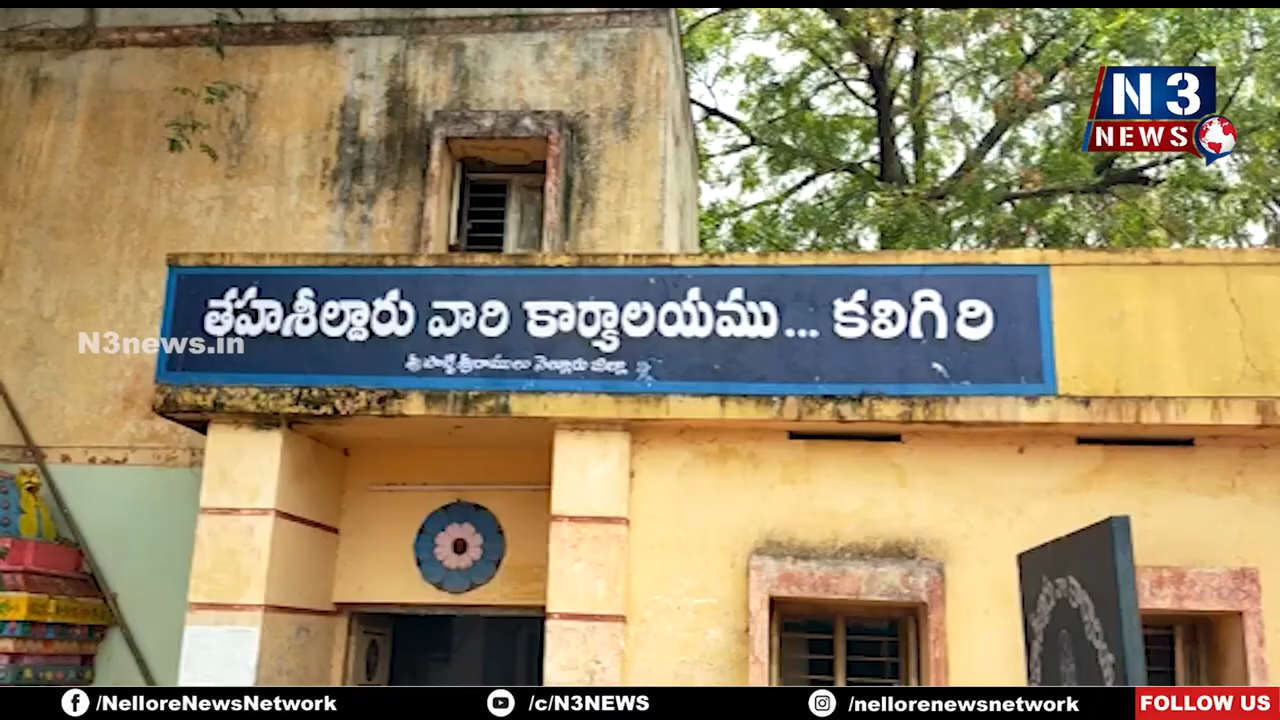 N3
NEWS
తహశీల్దారు వారి కార్యాలయము... కలిగిరి
N3news.in
శ్రీ పొట్టి శ్రీరాములు నెల్లూరు జిల్లా
/NelloreNewsNetwork
/c/N3NEWS
/nellorenewsnetwork
FOLLOW US